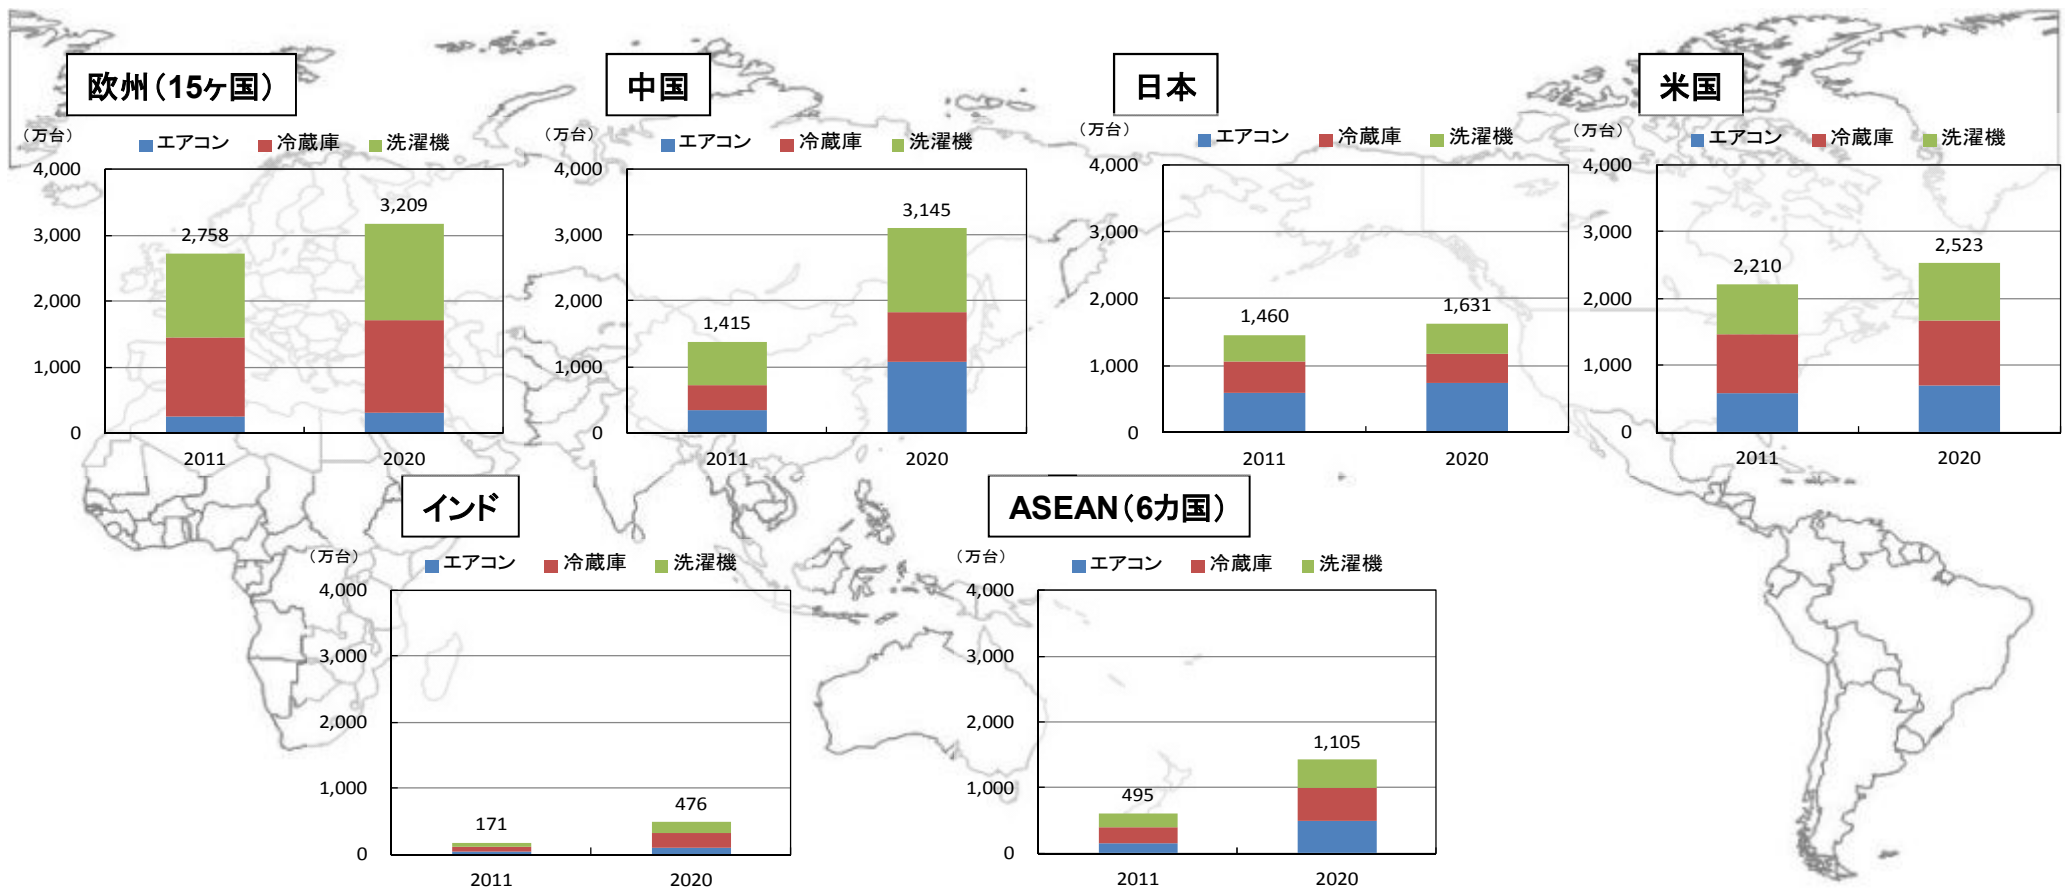 欧州（15ヶ国）
（万台）
エアコン 冷蔵庫 洗濯機
4,000
3,000
2,000
1,000
0
2,758
3,209
2011 2020
中国
（万台）
エアコン 冷蔵庫 洗濯機
4,000
3,000
2,000
1,000
0
1,415
3,145
2011 2020
日本
（万台）
エアコン 冷蔵庫 洗濯機
4,000
3,000
2,000
1,000
0
1,460
1,631
2011 2020
米国
（万台）
エアコン 冷蔵庫 洗濯機
4,000
3,000
2,000
1,000
0
2,210
2,523
2011 2020
インド
（万台）
エアコン 冷蔵庫 洗濯機
4,000
3,000
2,000
1,000
0
171
476
2011 2020
ASEAN（6カ国）
（万台）
エアコン 冷蔵庫 洗濯機
4,000
3,000
2,000
1,000
0
495
1,105
2011 2020